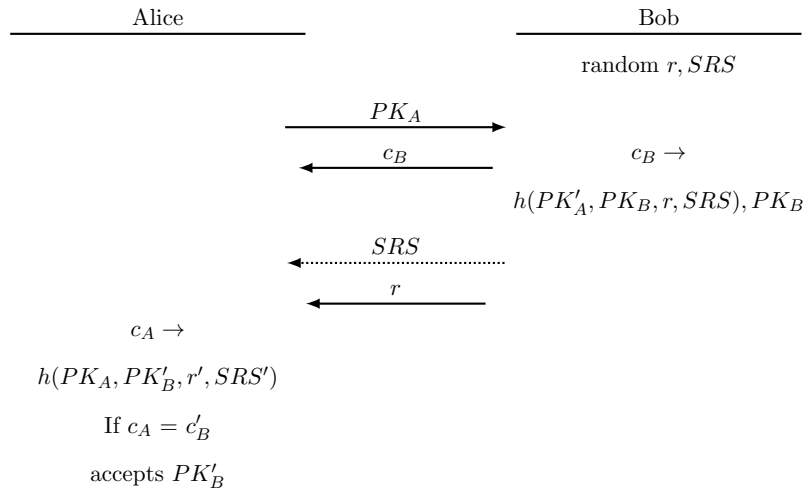 Alice
Bob
random r, SRS
PK_A
c_B
c_B →
h(PK'_A, PK_B, r, SRS), PK_B
SRS
r
c_A →
h(PK_A, PK'_B, r', SRS')
If c_A = c'_B
accepts PK'_B